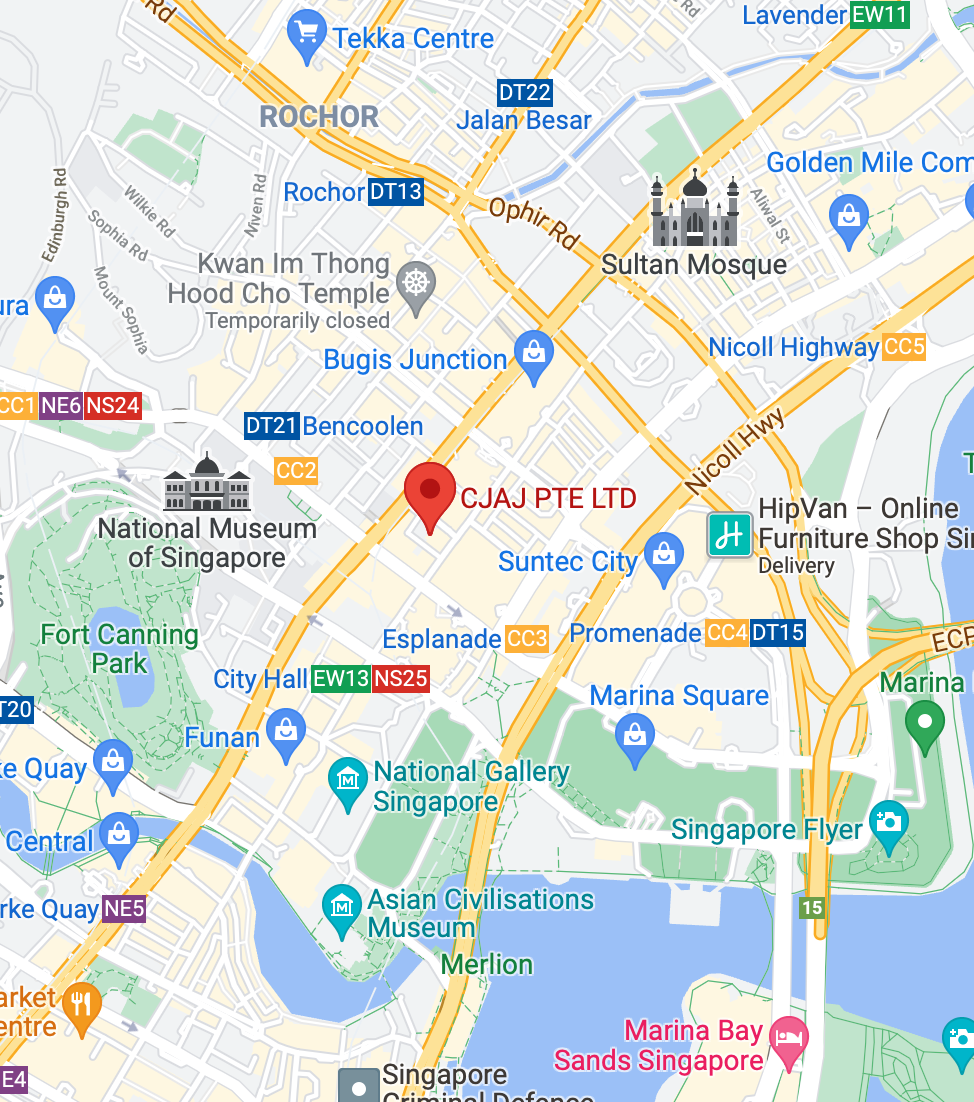 Rd
Rd
Lavender EW11
Tekka Centre
DT22
Jalan Besar
ROCHOR
Golden Mile Com
Rochor DT13
Edinburgh Rd
Wilkie Rd
Niven Rd
Aliwal St
Ophir Rd
Sophia Rd
Sultan Mosque
Kwan Im Thong
Hood Cho Temple
Temporarily closed
Mount Sophia
ura
Bugis Junction
Nicoll Highway CC5
CC1 NE6 NS24
DT21 Bencoolen
CC2
Nicoll Hwy
T
CJAJ PTE LTD
National Museum
of Singapore
HipVan – Online
Furniture Shop Sin
Delivery
Suntec City
Fort Canning
Park
Esplanade CC3
Promenade CC4 DT15
ECP
City Hall EW13 NS25
Marina
T20
Marina Square
Funan
ke Quay
National Gallery
Singapore
Singapore Flyer
Central
Asian Civilisations
Museum
rke Quay NE5
15
Merlion
arket
entre
Marina Bay
Sands Singapore
E4
Singapore
Criminal Defence